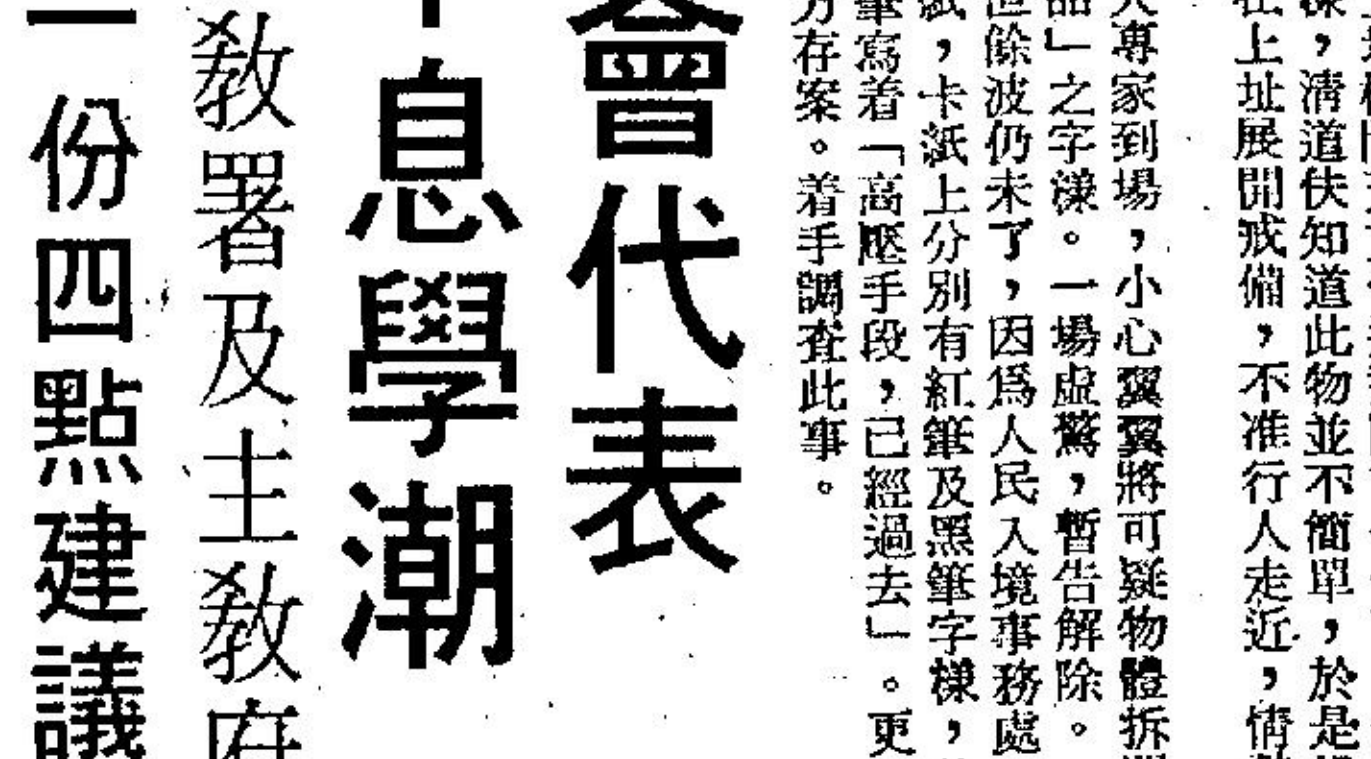 漾，清道伕知道此物並不簡單，於是
在上址展開戒備，不准行人走近，情
專家到場，小心翼翼將可疑物體拆
品」之字漾。一場虛驚，暫告解除。
餘波仍未了，因爲人民入境事務處
紙，卡紙上分別有紅筆及黑筆字樣，
筆寫着「高壓手段，已經過去」。更
方存案。着手調查此事。
會代表
息學潮
教署及主教府
一份四點建議